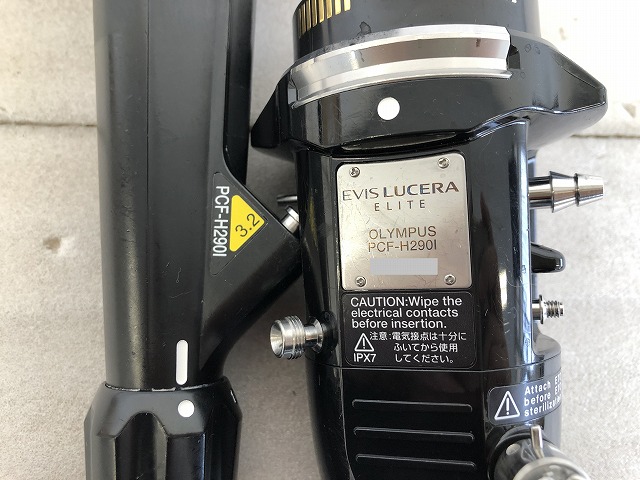 PCF-H290I
3.2
EVIS LUCERA
ELITE
OLYMPUS
PCF-H290I
CAUTION:Wipe the
electrical contacts
before insertion.
注意:電気接点は十分に
ふいてから使用
してください。
IPX7
Attach
before
steriliza